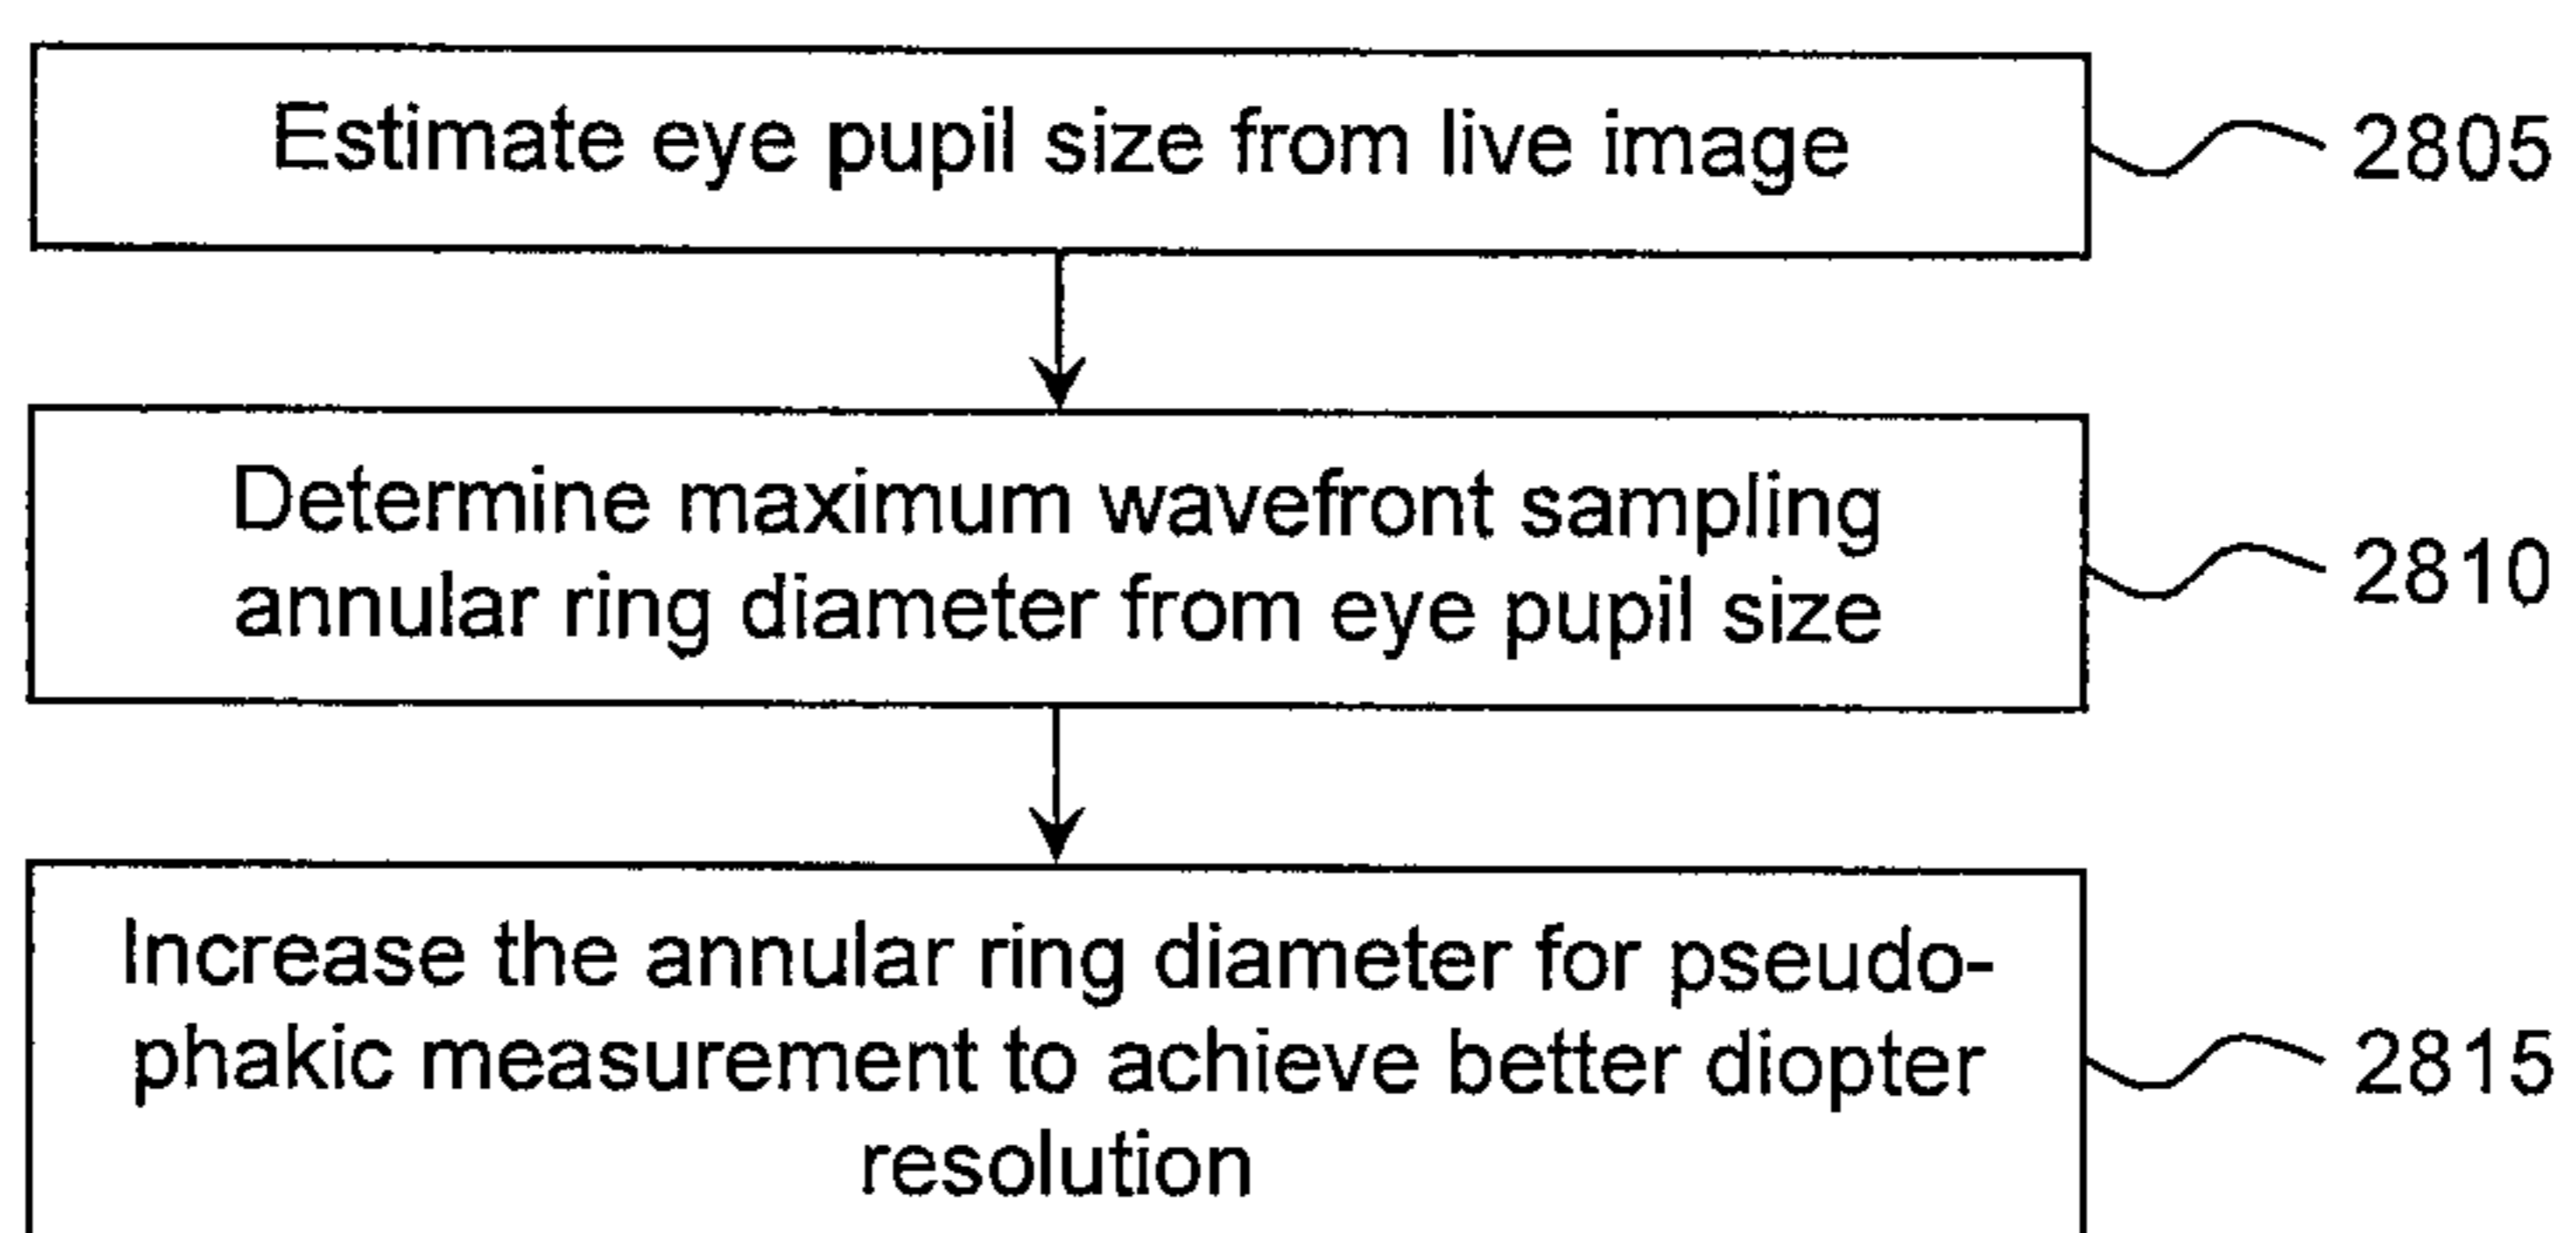 Estimate eye pupil size from live image
2805
Determine maximum wavefront sampling
annular ring diameter from eye pupil size
2810
Increase the annular ring diameter for pseudo-
phakic measurement to achieve better diopter
resolution
2815